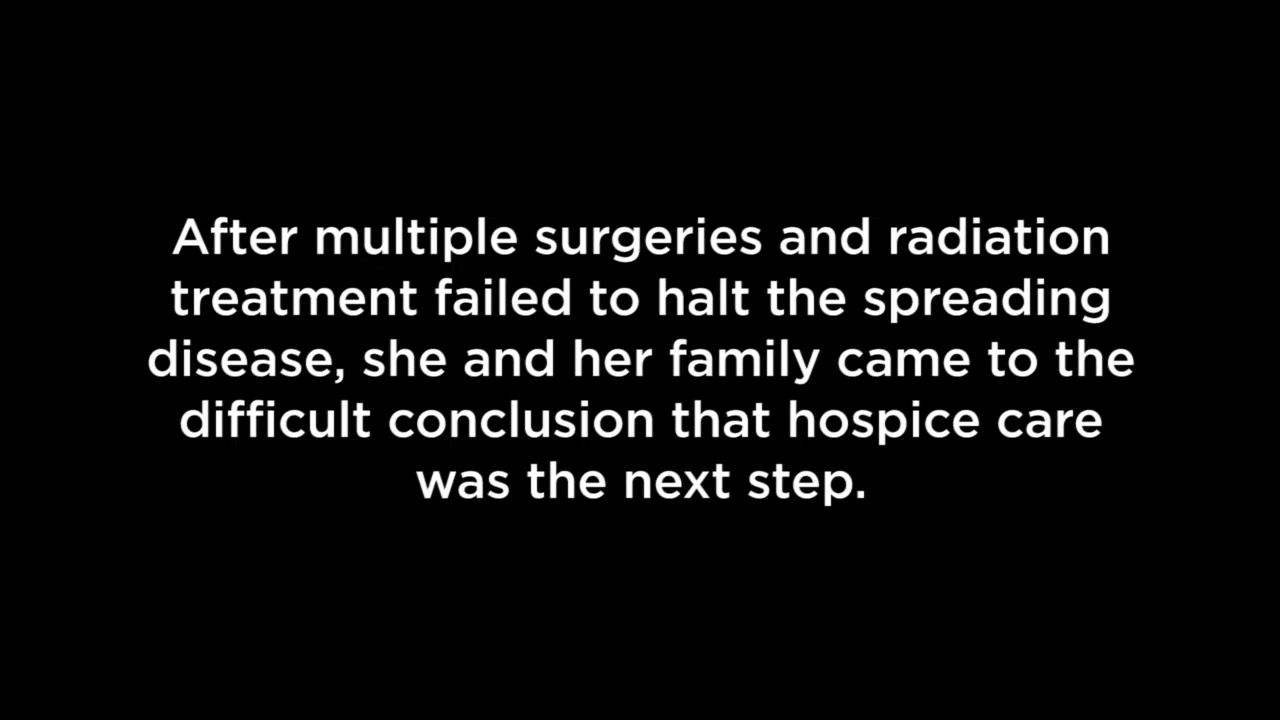 After multiple surgeries and radiation
treatment failed to halt the spreading
disease, she and her family came to the
difficult conclusion that hospice care
was the next step.